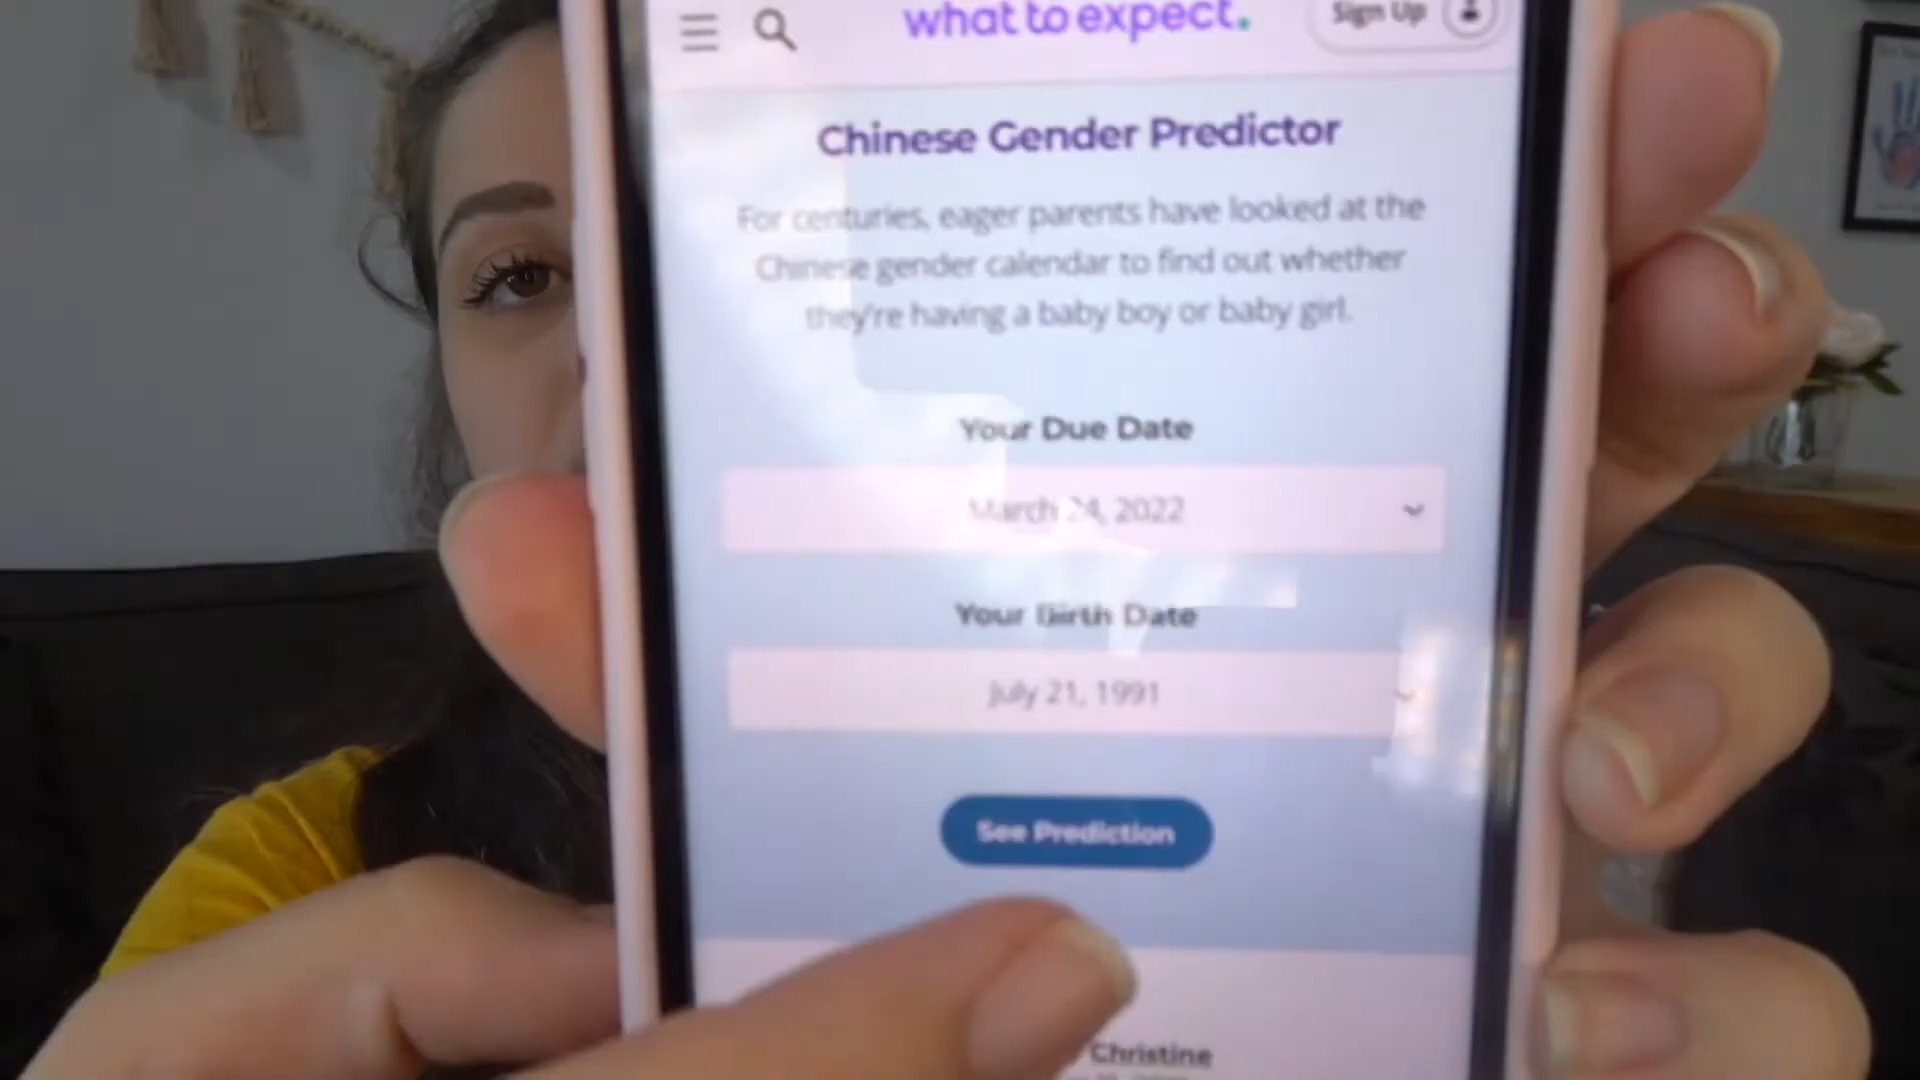 what to expect.
Sign Up
Chinese Gender Predictor
For centuries, eager parents have looked at the
Chinese gender calendar to find out whether
they're having a baby boy or baby girl.
Your Due Date
March 24, 2022
Your Birth Date
July 21, 1991
See Prediction
Christine